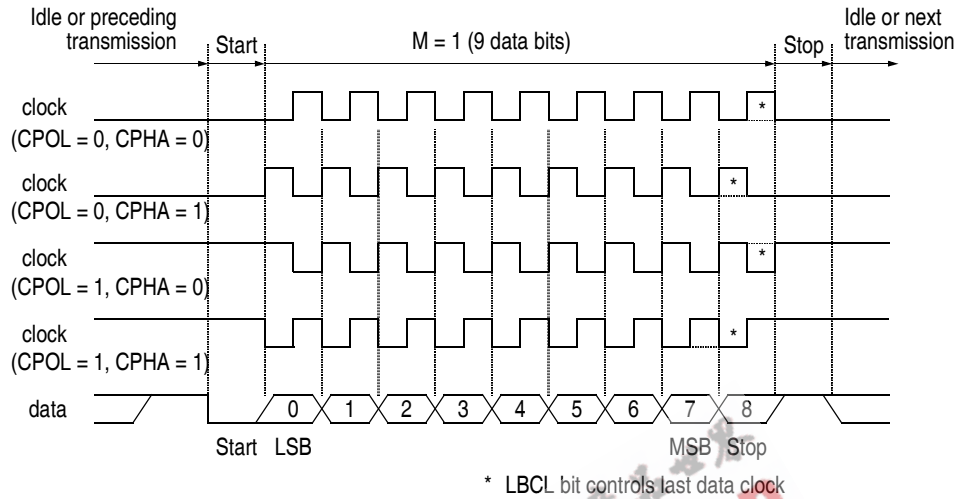 Idle or preceding transmission
Start
M = 1 (9 data bits)
Stop
Idle or next transmission
clock
*
(CPOL = 0, CPHA = 0)
clock
*
(CPOL = 0, CPHA = 1)
clock
*
(CPOL = 1, CPHA = 0)
clock
*
(CPOL = 1, CPHA = 1)
data
0 1 2 3 4 5 6 7 8
Start LSB MSB Stop
* LBCL bit controls last data clock